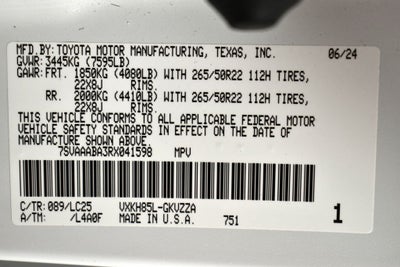 MFD.BY:TOYOTA MOTOR MANUFACTURING, TEXAS, INC. 06/24
GVWR:3445KG (7595LB)
GAWR:FRT. 1850KG (4080LB) WITH 265/50R22 112H TIRES,
22X8J RIMS.
RR. 2000KG (4410LB) WITH 265/50R22 112H TIRES,
22X8J RIMS.
THIS VEHICLE CONFORMS TO ALL APPLICABLE FEDERAL MOTOR
VEHICLE SAFETY STANDARDS IN EFFECT ON THE DATE OF
MANUFACTURE SHOWN ABOVE.
7SVAAABA3RX041598 MPV
C/TR:089/LC25 VXKH85L-GKVZZA
A/TM: /L4A0F MADE IN U.S.A. 751 1